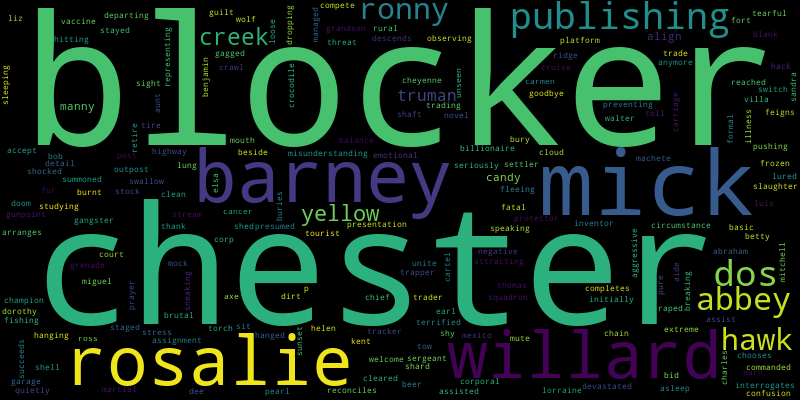 liz
vaccine
departing
guilt
wolf
compete
ronny
publishing
tearful
stayed
loose
dropping
managed
grandson
rural
fort
hitting
representing
creek
threat
descends
observing
align
blank
sleeping
gagged
platform
trade
blocker
benjamin
crawl
crocodile
cheyenne
unseen
ridge
cruise
anymore
reached
hack
sandra
sight
carmen
goodbye
switch
manny
aunt
truman
trading
preventing
villa
feigns
tire
shaft
novel
walter
toll
carriage
formal
illness
retire
mouth
balance
bury
accept
bob
post
highway
beside
misunderstanding
emotional
billionaire
cloud
pushing
detail
shocked
outpost
lung
seriously
settler
machete
frozen
summoned
swallow
elsa
barney
candy
mick
lured
fur
burnt
stock
clean
fleeing
slaughter
doom
gunpoint
studying
cancer
burles
yellow
fatal
protector
luis
gangster
stream
presentation
inventor
basic
arranges
thank
shed
presumed
speaking
circumstance
betty
court
corp
tourist
negative
aggressive
abraham
chester
mock
sneaking
unite
cartel
attracting
pure
aide
breaking
dos
mitchell
grenade
prayer
trapper
miguel
p
thomas
completes
champion
axe
dirt
chief
trader
squadron
initially
raped
abbey
dorothy
brutal
earl
fishing
staged
torch
sit
helen
terrified
assist
hanging
stress
hanged
tracker
shy
mexico
chain
extreme
hawk
ross
assignment
sunset
kent
mute
tow
chooses
succeeds
shell
rosalie
welcome
sergeant
willard
charles
commanded
garage
cleared
shard
corporal
bid
interrogates
quietly
martial
dee
pearl
reconciles
beer
assisted
lorraine
devastated
asleep
confusion